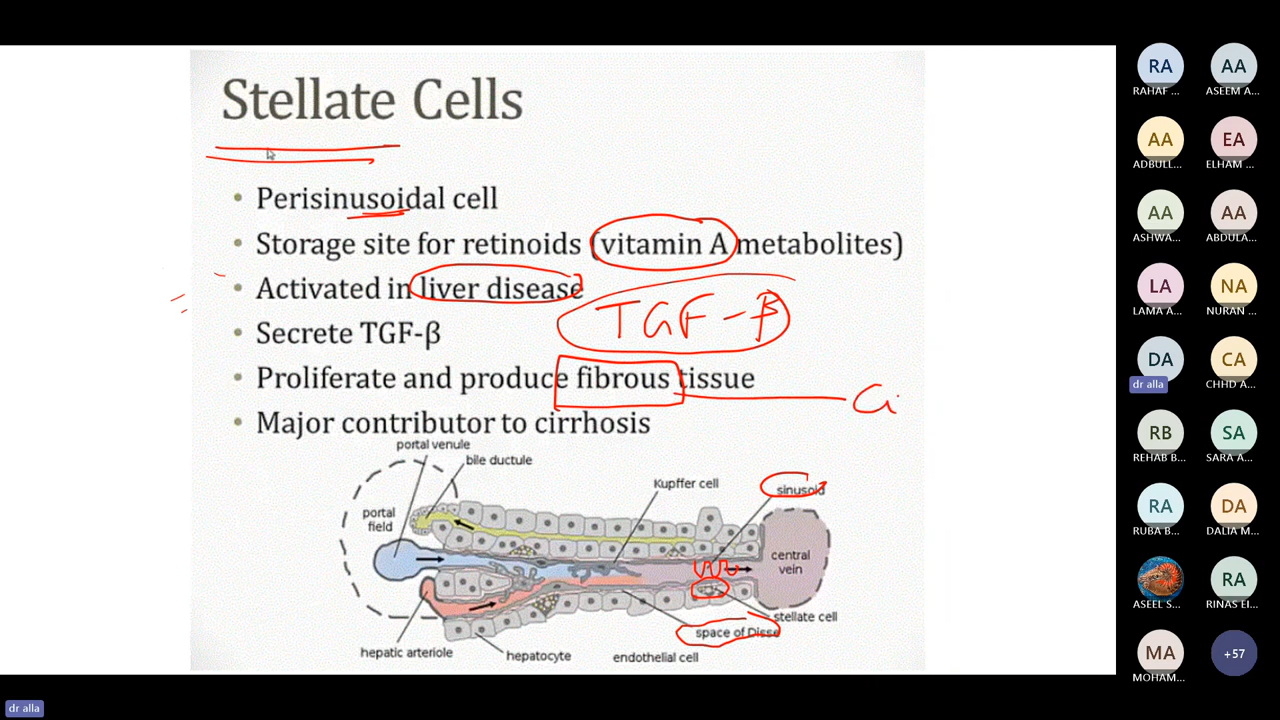 Stellate Cells
• Perisinusoidal cell
• Storage site for retinoids (vitamin A metabolites)
• Activated in liver disease
• Secrete TGF-β
TGF-β
• Proliferate and produce fibrous tissue
Ci
• Major contributor to cirrhosis
portal venule
bile ductule
Kupffer cell
sinusoid
portal
field
central
vein
stellate cell
space of Disse
hepatic arteriole
hepatocyte
endothelial cell
RA
AA
RAHAF ...
ASEEM A...
AA
EA
ADBULL...
ELHAM ...
AA
AA
ASHWA...
ABDULA...
LA
NA
LAMA A...
NURAN ...
DA
CA
dr alla
CHHD A...
RB
SA
REHAB B...
SARA A...
RA
DA
RUBA B...
DALIA M...
RA
ASEEL S...
RINAS EI...
MA
+57
MOHAM...
dr alla